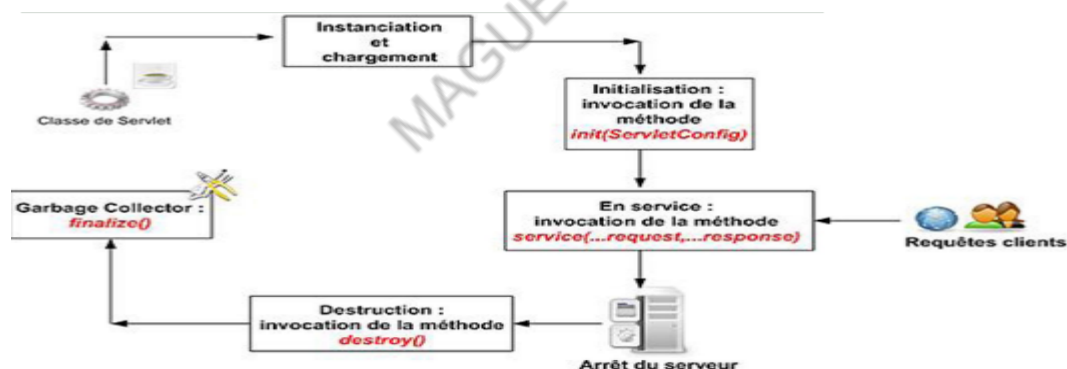 Instanciation
et
chargement
MAGUE
Classe de Servlet
Initialisation :
invocation de la
méthode
init(ServletConfig)
Garbage Collector :
finalize()
En service :
invocation de la méthode
service(...request,...response)
Requêtes clients
Destruction :
invocation de la méthode
destroy()
Arrêt du serveur